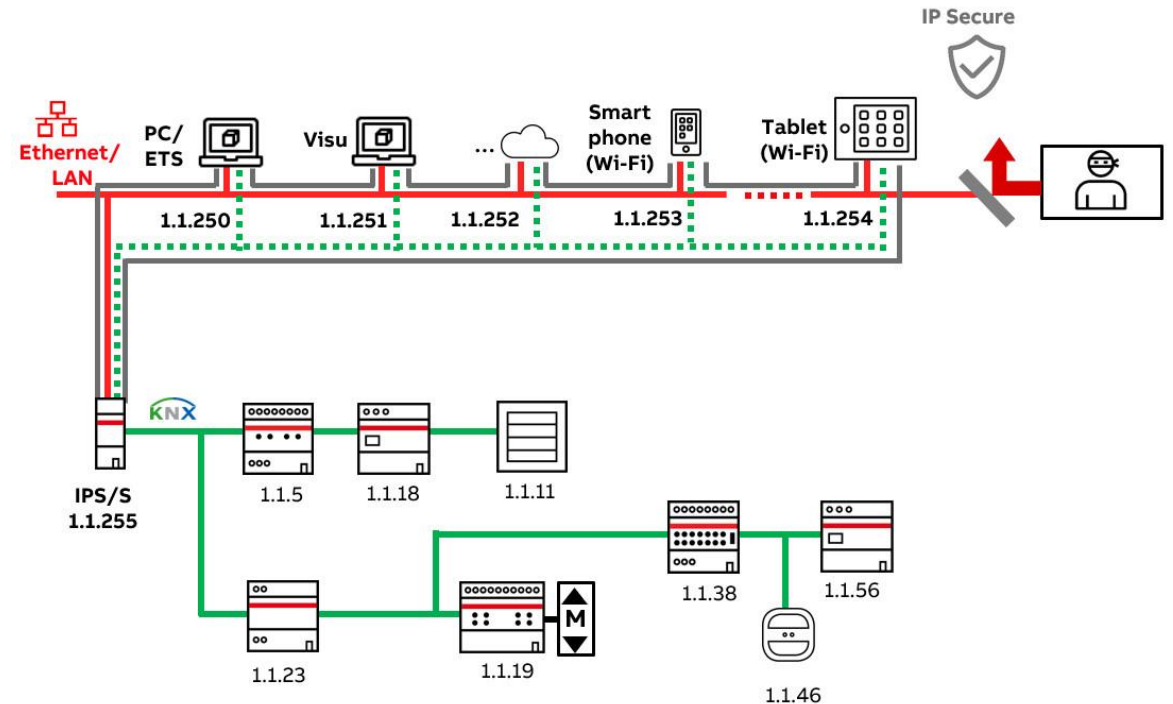 IP Secure
Ethernet/
LAN
PC/
ETS
Visu
...
Smart
phone
(Wi-Fi)
Tablet
(Wi-Fi)
1.1.250
1.1.251
1.1.252
1.1.253
1.1.254
KNX
IPS/S
1.1.255
1.1.5
1.1.18
1.1.11
1.1.38
1.1.56
M
1.1.23
1.1.19
1.1.46